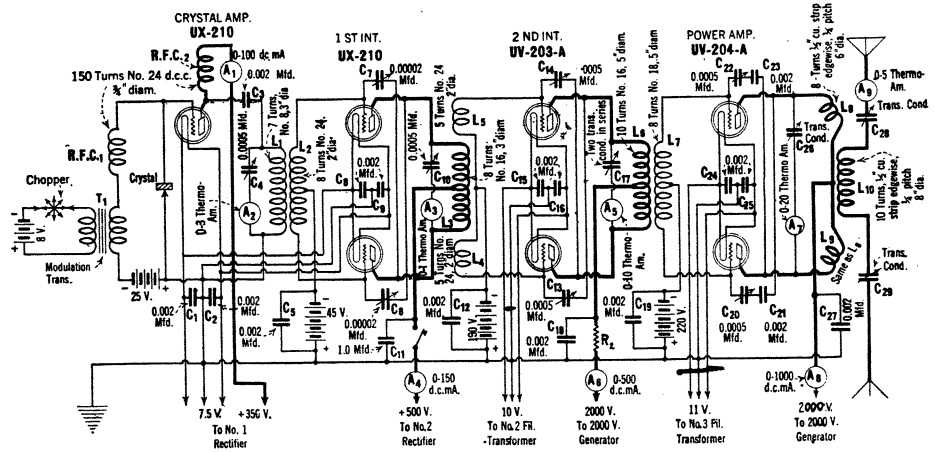 CRYSTAL AMP.
UX-210
R.F.C.2
0-100 dc mA
A1
0.002
Mfd.
C3
150 Turns No. 24 d.c.c.
3/8" diam.
R.F.C.1
Crystal
Chopper
8 V.
T1
Modulation
Trans.
25 V.
0.0005 Mfd.
C4
0-3 Thermo
Am.
A2
7 Turns
No. 8, 3" dia
L1
L2
8 Turns No. 24,
2" dia
0.002
Mfd.
C1
C2
0.002
Mfd.
C5
0.002
Mfd.
45 V.
7.5 V.
+350 V.
To No. 1
Rectifier
1 ST INT.
UX-210
C7
0.00002
Mfd.
0.002
Mfd.
C8
C9
0.0005 Mfd.
C10
A3
L3
0-1 Thermo Am.
C6
0.00002
Mfd.
1.0 Mfd.
C11
A4
0-150
d.c.mA.
+500 V.
To No.2
Rectifier
5 Turns No. 24
2" dia.
L5
8 Turns
No. 16, 3" diam
L4
5 Turns No.
24, 2" diam
C12
0.002
Mfd.
190 V.
2 ND INT.
UV-203-A
C14
.0005
Mfd.
0.002
Mfd.
C15
C16
C13
0.0005
Mfd.
C18
0.002
Mfd.
R2
10 V.
To No.2 Fil.
-Transformer
A6
0-500
d.c.mA.
2000 V.
To 2000 V.
Generator
Two trans.
Cond. in series
C17
A5
0-10 Thermo
Am.
10 Turns No. 16, 5" diam.
L6
8 Turns No. 18, 5" diam.
L7
C19
0.002
Mfd.
220 V.
POWER AMP.
UV-204-A
C22
C23
0.0005
Mfd.
0.002
Mfd.
0.002
Mfd.
C24
C25
C20
C21
0.0005
Mfd.
0.002
Mfd.
11 V.
To No.3 Fil.
Transformer
Trans.
Cond.
C26
0-20 Thermo Am.
A7
8 - Turns 1/2" cu. strip
edgewise, 1/4" pitch
6" dia.
L8
L9
Same as L8
0-5 Thermo-
Am.
A9
Trans.
Cond.
C28
L10
10 Turns, 1/2" cu.
strip edgewise,
1/4" pitch
8" dia.
Trans.
Cond.
C29
C27
0.002
Mfd.
0-1000
d.c.mA.
A8
2000 V.
To 2000 V.
Generator